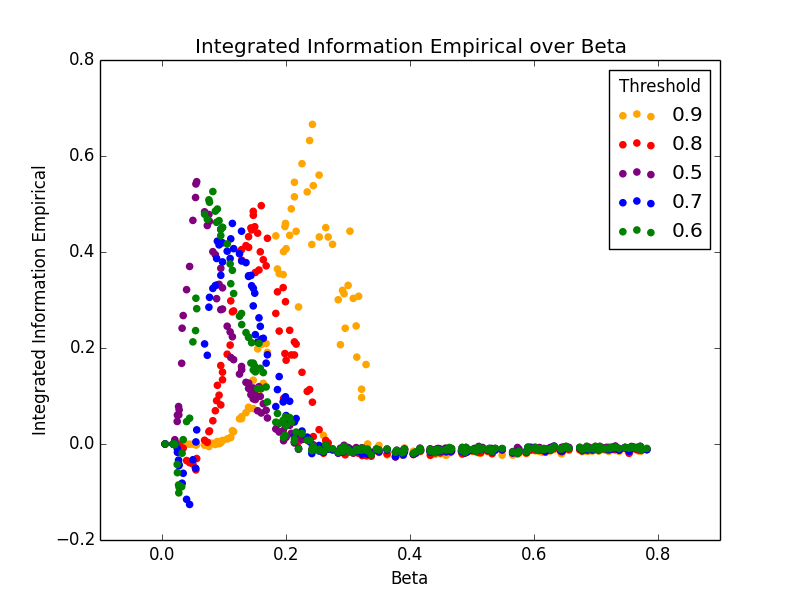 Integrated Information Empirical over Beta
Integrated Information Empirical
0.8
0.6
0.4
0.2
0.0
−0.2
0.0 0.2 0.4 0.6 0.8
Beta
Threshold
0.9
0.8
0.5
0.7
0.6